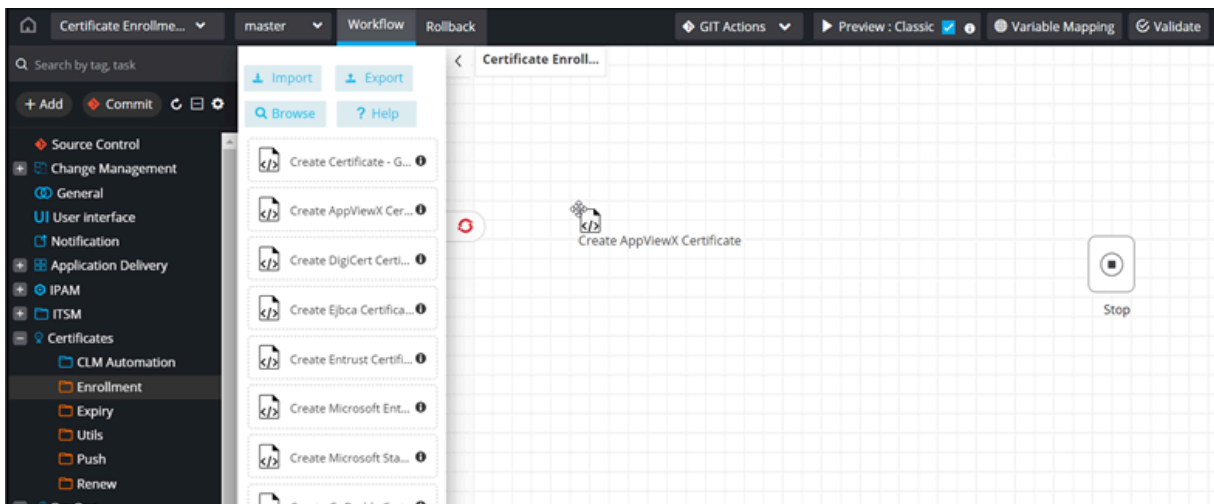 Certificate Enrollme...
master
Workflow
Rollback
GIT Actions
Preview : Classic
Variable Mapping
Validate
Search by tag, task
+ Add
Commit
Source Control
Change Management
General
UI User interface
Notification
Application Delivery
IPAM
ITSM
Certificates
CLM Automation
Enrollment
Expiry
Utils
Push
Renew
Import
Export
Browse
? Help
Create Certificate - G...
Create AppViewX Cer...
Create DigiCert Certi...
Create Ejbca Certifica...
Create Entrust Certifi...
Create Microsoft Ent...
Create Microsoft Sta...
Certificate Enroll...
Create AppViewX Certificate
Stop